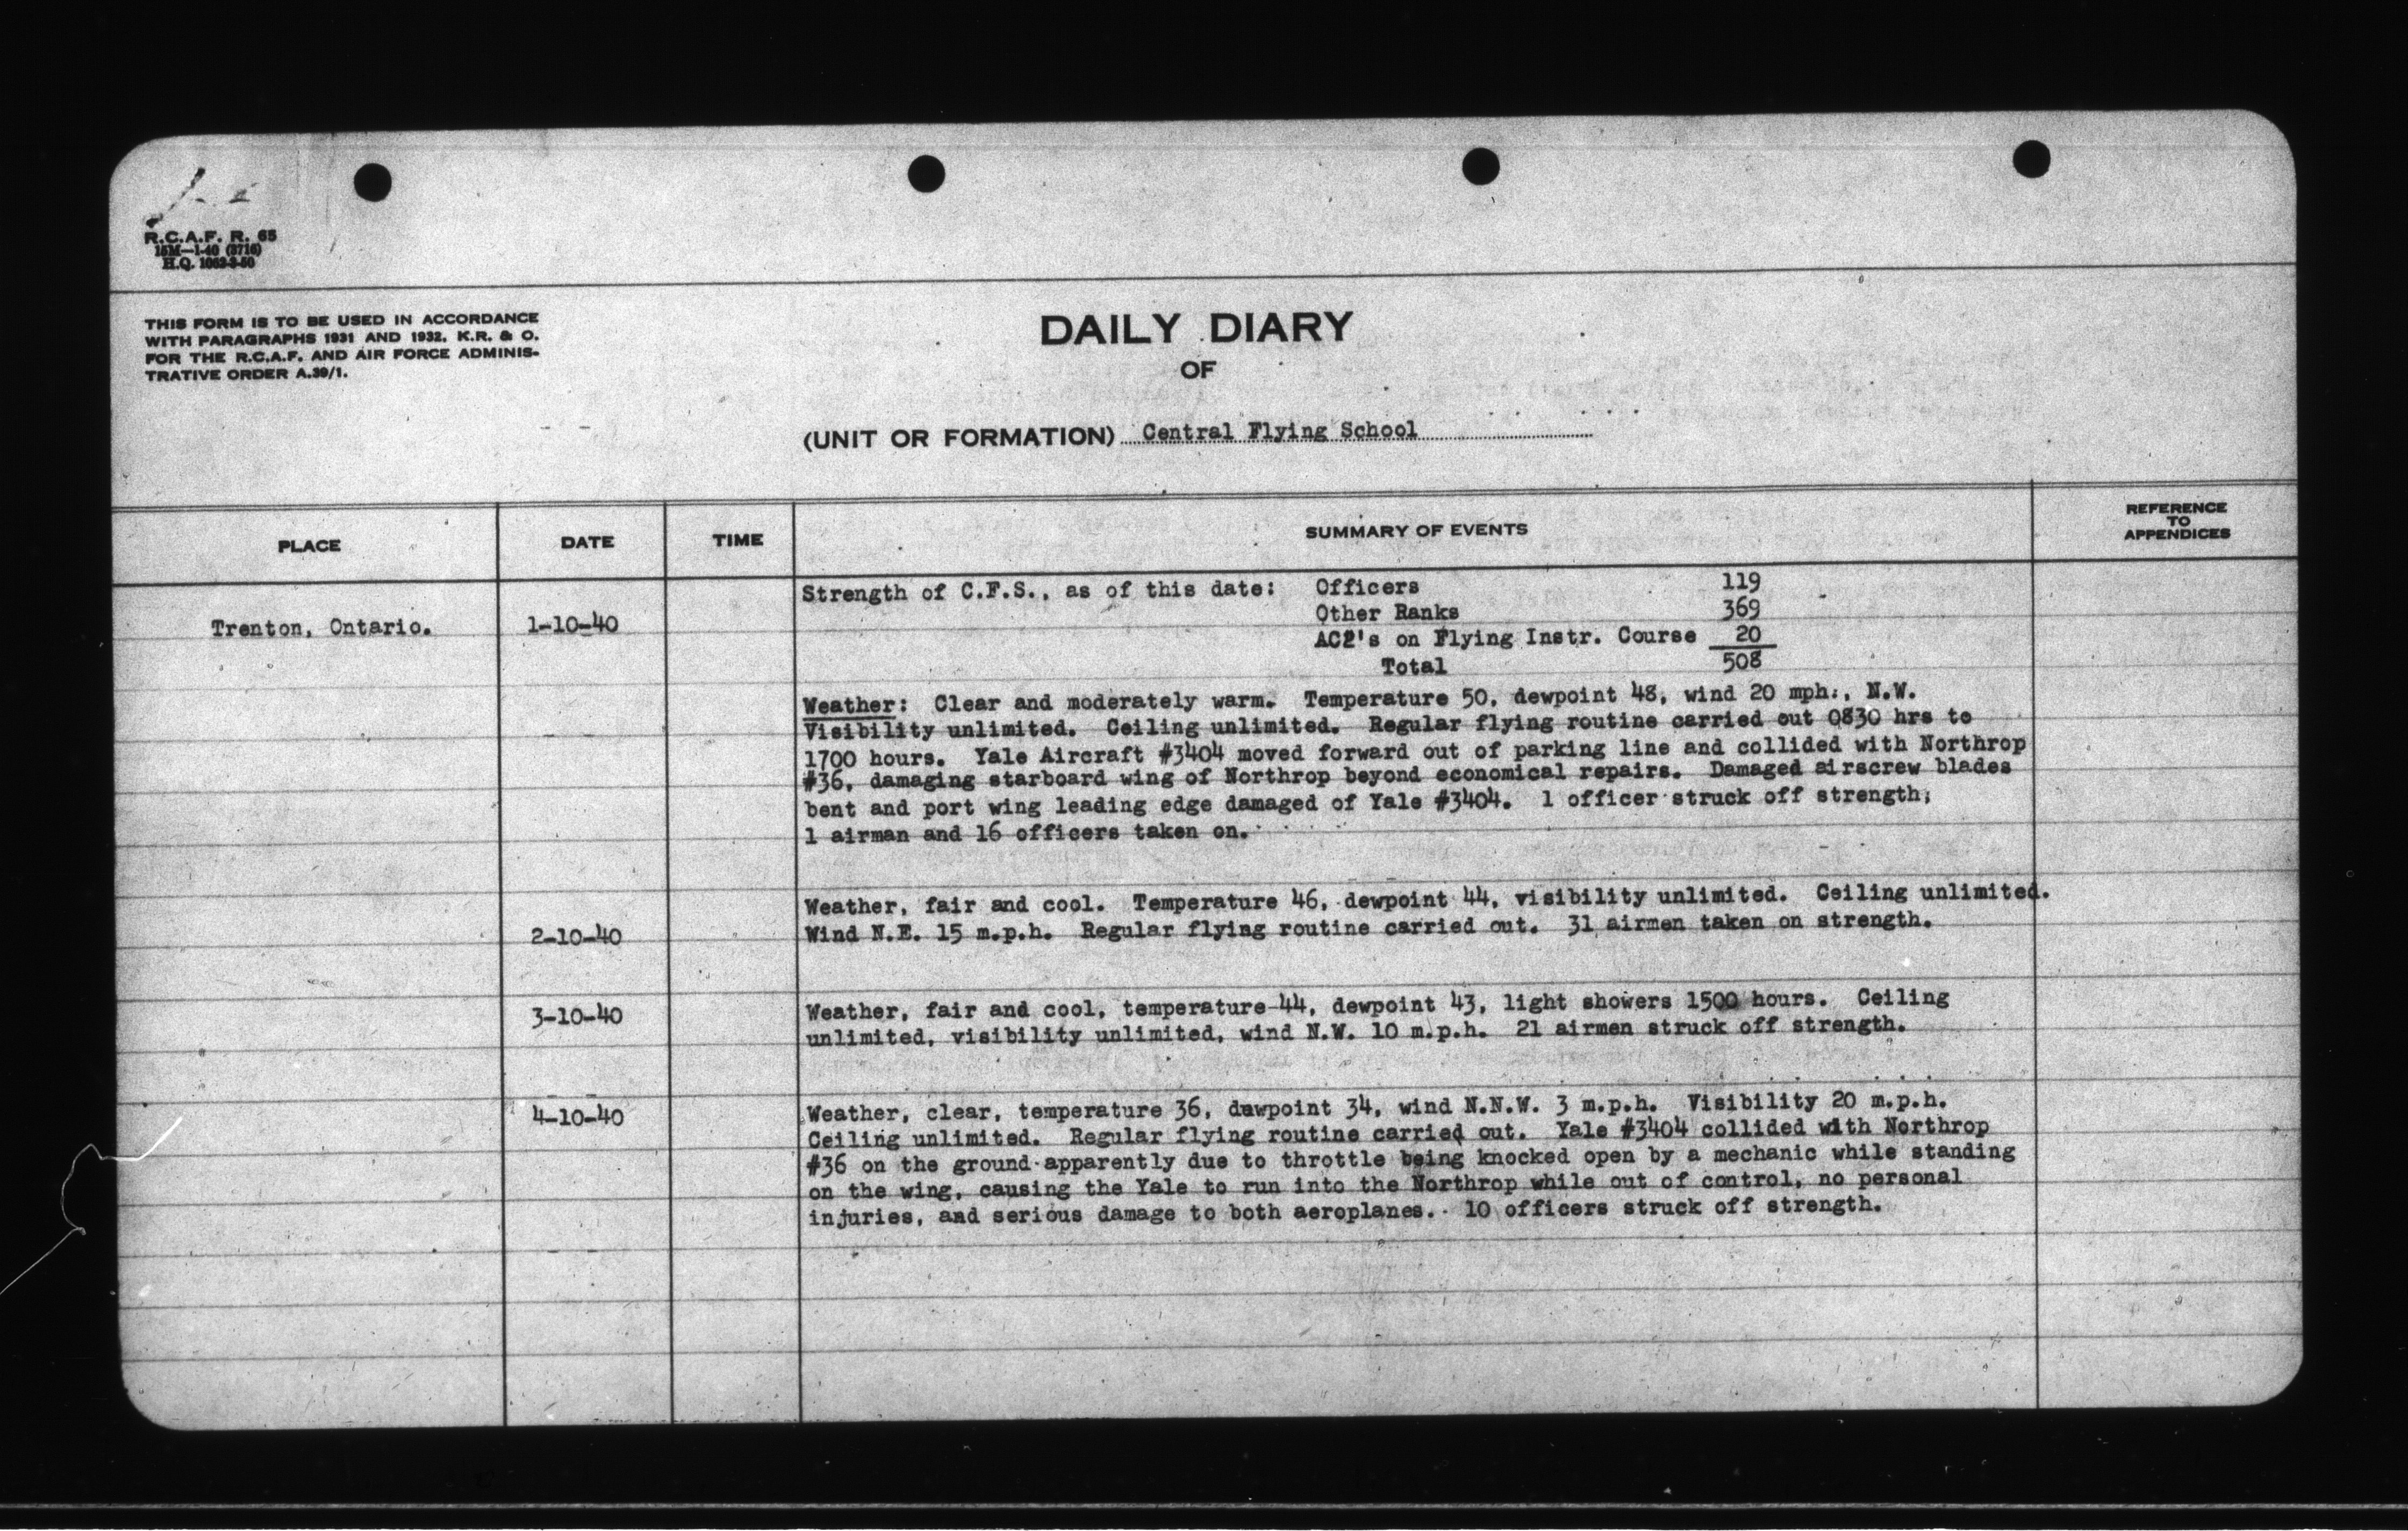 R.C.A.F. R. 65
15M—1-40 (3716)
H.Q. 1062-3-50
THIS FORM IS TO BE USED IN ACCORDANCE
WITH PARAGRAPHS 1931 AND 1932, K.R. & O.
FOR THE R.C.A.F. AND AIR FORCE ADMINIS-
TRATIVE ORDER A.39/1.
DAILY DIARY
OF
(UNIT OR FORMATION) Central Flying School
PLACE DATE TIME SUMMARY OF EVENTS REFERENCE
TO
APPENDICES
Strength of C.F.S., as of this date: Officers 119
Trenton, Ontario. 1-10-40 Other Ranks 369
AC2's on Flying Instr. Course 20
Total 508
Weather: Clear and moderately warm. Temperature 50, dewpoint 48, wind 20 mph., N.W.
Visibility unlimited. Ceiling unlimited. Regular flying routine carried out 0830 hrs to
1700 hours. Yale Aircraft #3404 moved forward out of parking line and collided with Northrop
#36, damaging starboard wing of Northrop beyond economical repairs. Damaged airscrew blades
bent and port wing leading edge damaged of Yale #3404. 1 officer struck off strength;
1 airman and 16 officers taken on.
Weather, fair and cool. Temperature 46, dewpoint 44, visibility unlimited. Ceiling unlimited.
2-10-40 Wind N.E. 15 m.p.h. Regular flying routine carried out. 31 airmen taken on strength.
3-10-40 Weather, fair and cool, temperature 44, dewpoint 43, light showers 1500 hours. Ceiling
unlimited, visibility unlimited, wind N.W. 10 m.p.h. 21 airmen struck off strength.
4-10-40 Weather, clear, temperature 36, dewpoint 34, wind N.N.W. 3 m.p.h. Visibility 20 m.p.h.
Ceiling unlimited. Regular flying routine carried out. Yale #3404 collided with Northrop
#36 on the ground apparently due to throttle being knocked open by a mechanic while standing
on the wing, causing the Yale to run into the Northrop while out of control, no personal
injuries, and serious damage to both aeroplanes. 10 officers struck off strength.